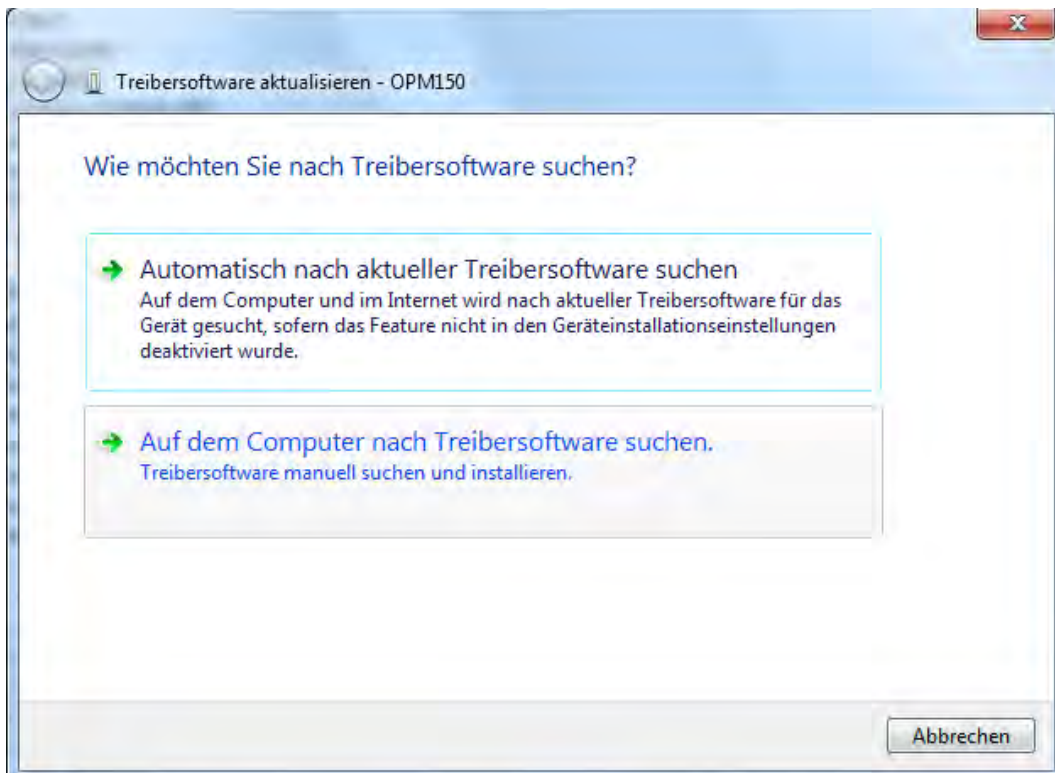 Treibersoftware aktualisieren - OPM150
Wie möchten Sie nach Treibersoftware suchen?
Automatisch nach aktueller Treibersoftware suchen
Auf dem Computer und im Internet wird nach aktueller Treibersoftware für das
Gerät gesucht, sofern das Feature nicht in den Geräteinstallationseinstellungen
deaktiviert wurde.
Auf dem Computer nach Treibersoftware suchen.
Treibersoftware manuell suchen und installieren.
Abbrechen